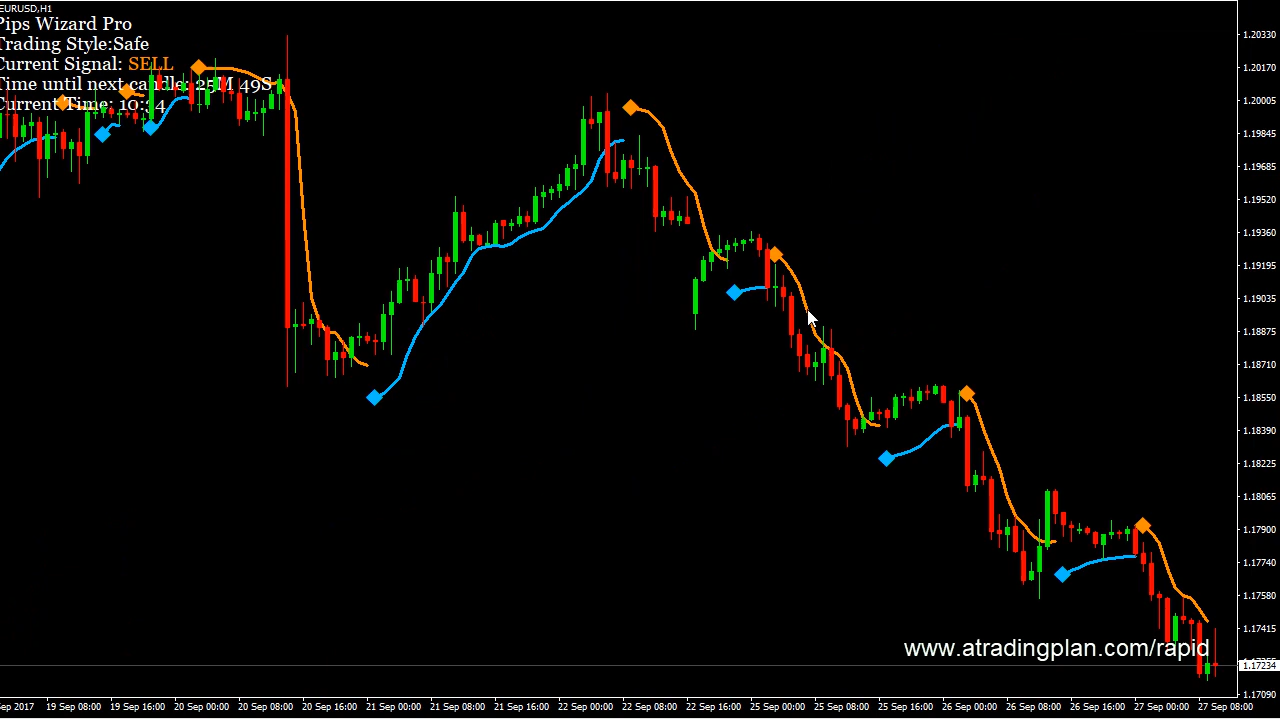 EURUSD,H1
Pips Wizard Pro
Trading Style:Safe
Current Signal: SELL
Time until next candle: 25M 49S
Current Time: 10:34
1.20330
1.20170
1.20005
1.19845
1.19685
1.19520
1.19360
1.19195
1.19035
1.18875
1.18710
1.18550
1.18390
1.18225
1.18065
1.17900
1.17740
1.17580
1.17415
www.atradingplan.com/rapid
1.17234
1.17090
Sep 2017 19 Sep 08:00 19 Sep 16:00 20 Sep 00:00 20 Sep 08:00 20 Sep 16:00 21 Sep 00:00 21 Sep 08:00 21 Sep 16:00 22 Sep 00:00 22 Sep 08:00 22 Sep 16:00 25 Sep 00:00 25 Sep 08:00 25 Sep 16:00 26 Sep 00:00 26 Sep 08:00 26 Sep 16:00 27 Sep 00:00 27 Sep 08:00